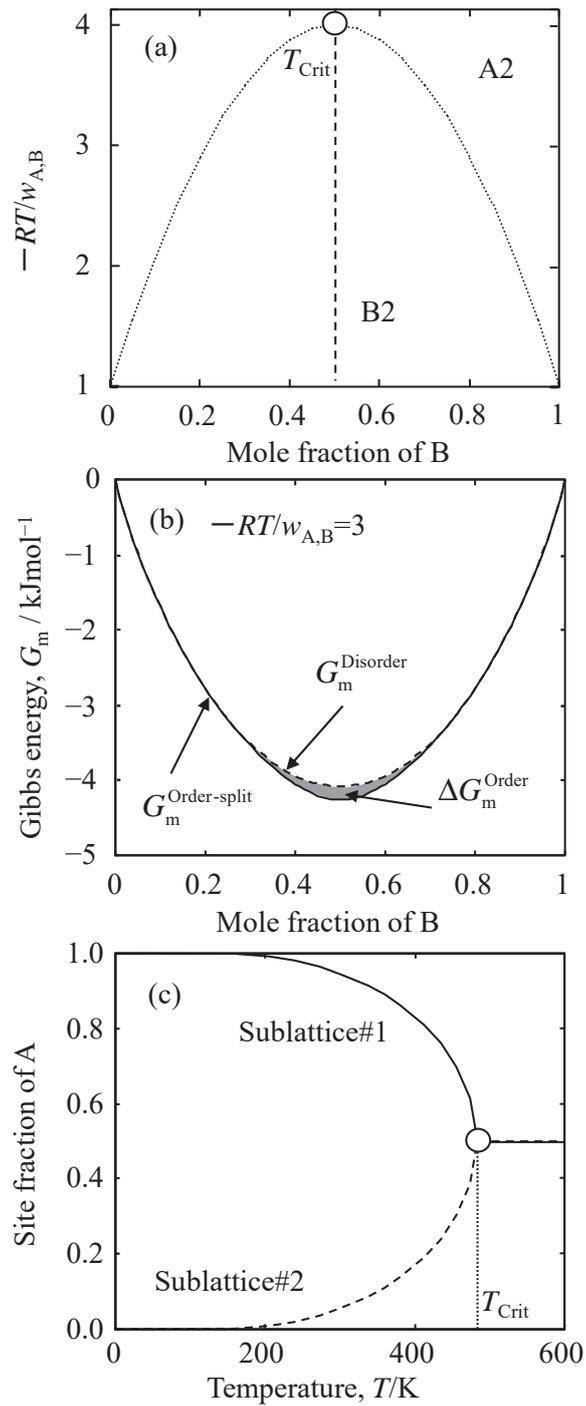 4
(a)
T_Crit
A2
4
−RT/w_A,B
2
B2
1
0 0.2 0.4 0.6 0.8 1
Mole fraction of B
0
(b) −RT/w_A,B=3
−1
−2
−3
−4
−5
Gibbs energy, G_m / kJmol⁻¹
G_m^Disorder
G_m^Order-split
ΔG_m^Order
0 0.2 0.4 0.6 0.8 1
Mole fraction of B
1.0
(c)
0.8
0.6
0.4
0.2
0.0
Site fraction of A
Sublattice#1
Sublattice#2
T_Crit
0 200 400 600
Temperature, T/K